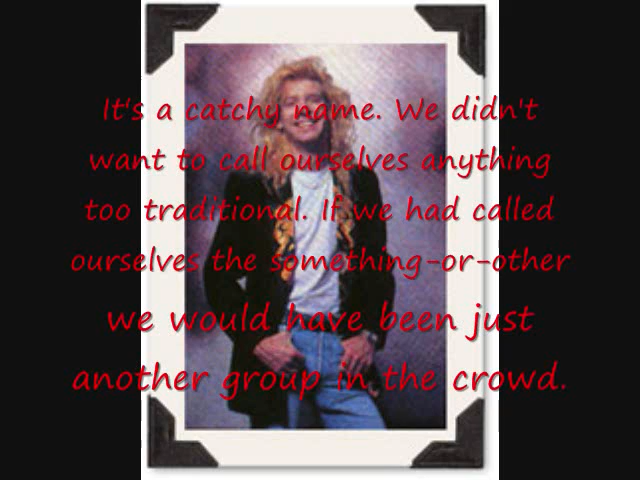 It's a catchy name. We didn't
want to call ourselves anything
too traditional. If we had called
ourselves the something-or-other
we would have been just
another group in the crowd.